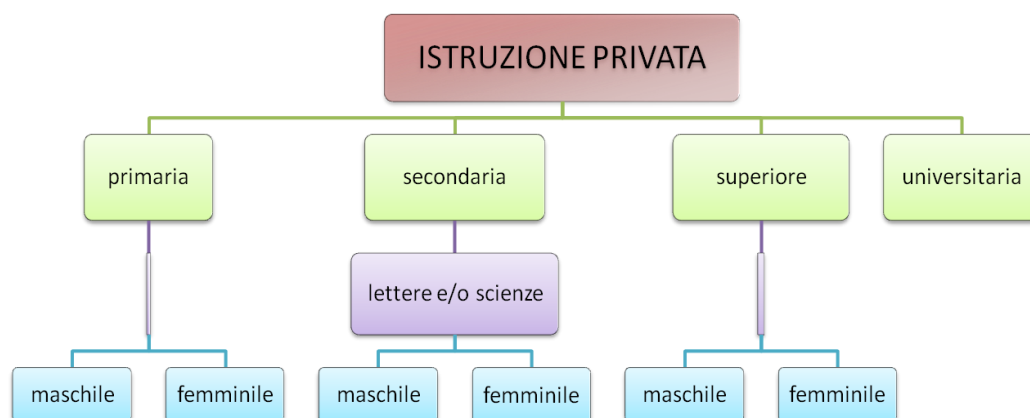 ISTRUZIONE PRIVATA
primaria
secondaria
superiore
universitaria
lettere e/o scienze
maschile
femminile
maschile
femminile
maschile
femminile